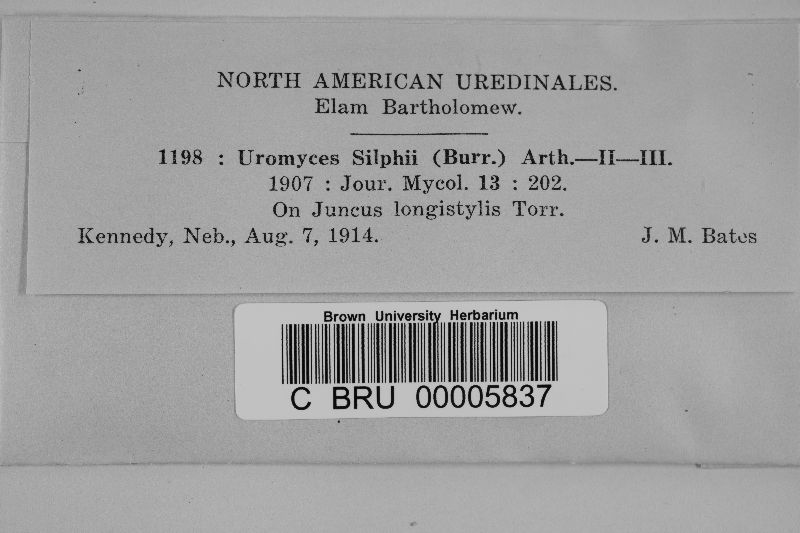 NORTH AMERICAN UREDINALES.
Elam Bartholomew.
1198 : Uromyces Silphii (Burr.) Arth.—II—III.
1907 : Jour. Mycol. 13 : 202.
On Juncus longistylis Torr.
Kennedy, Neb., Aug. 7, 1914. J. M. Bates
Brown University Herbarium
C BRU 00005837